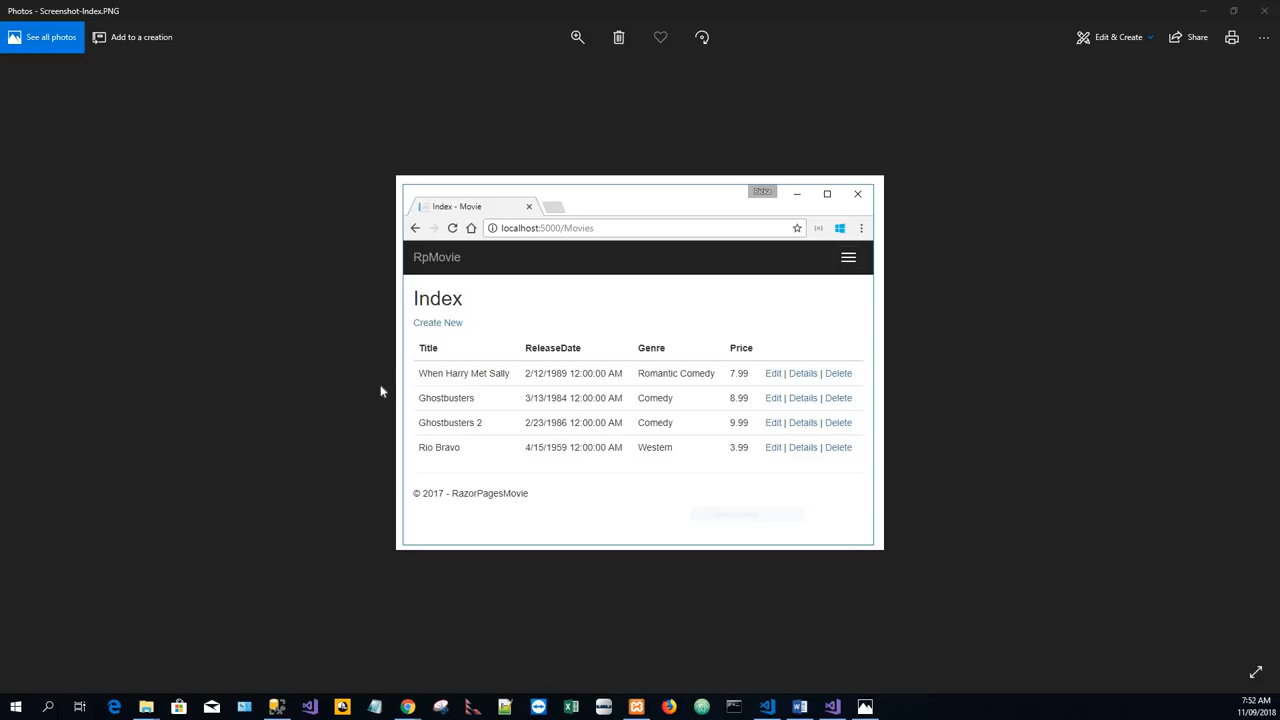 Photos - Screenshot-Index.PNG
See all photos
Add to a creation
Edit & Create
Share
Index - Movie
localhost:5000/Movies
RpMovie
Index
Create New
Title ReleaseDate Genre Price
When Harry Met Sally 2/12/1989 12:00:00 AM Romantic Comedy 7.99 Edit | Details | Delete
Ghostbusters 3/13/1984 12:00:00 AM Comedy 8.99 Edit | Details | Delete
Ghostbusters 2 2/23/1986 12:00:00 AM Comedy 9.99 Edit | Details | Delete
Rio Bravo 4/15/1959 12:00:00 AM Western 3.99 Edit | Details | Delete
© 2017 - RazorPagesMovie
7:52 AM
11/09/2018